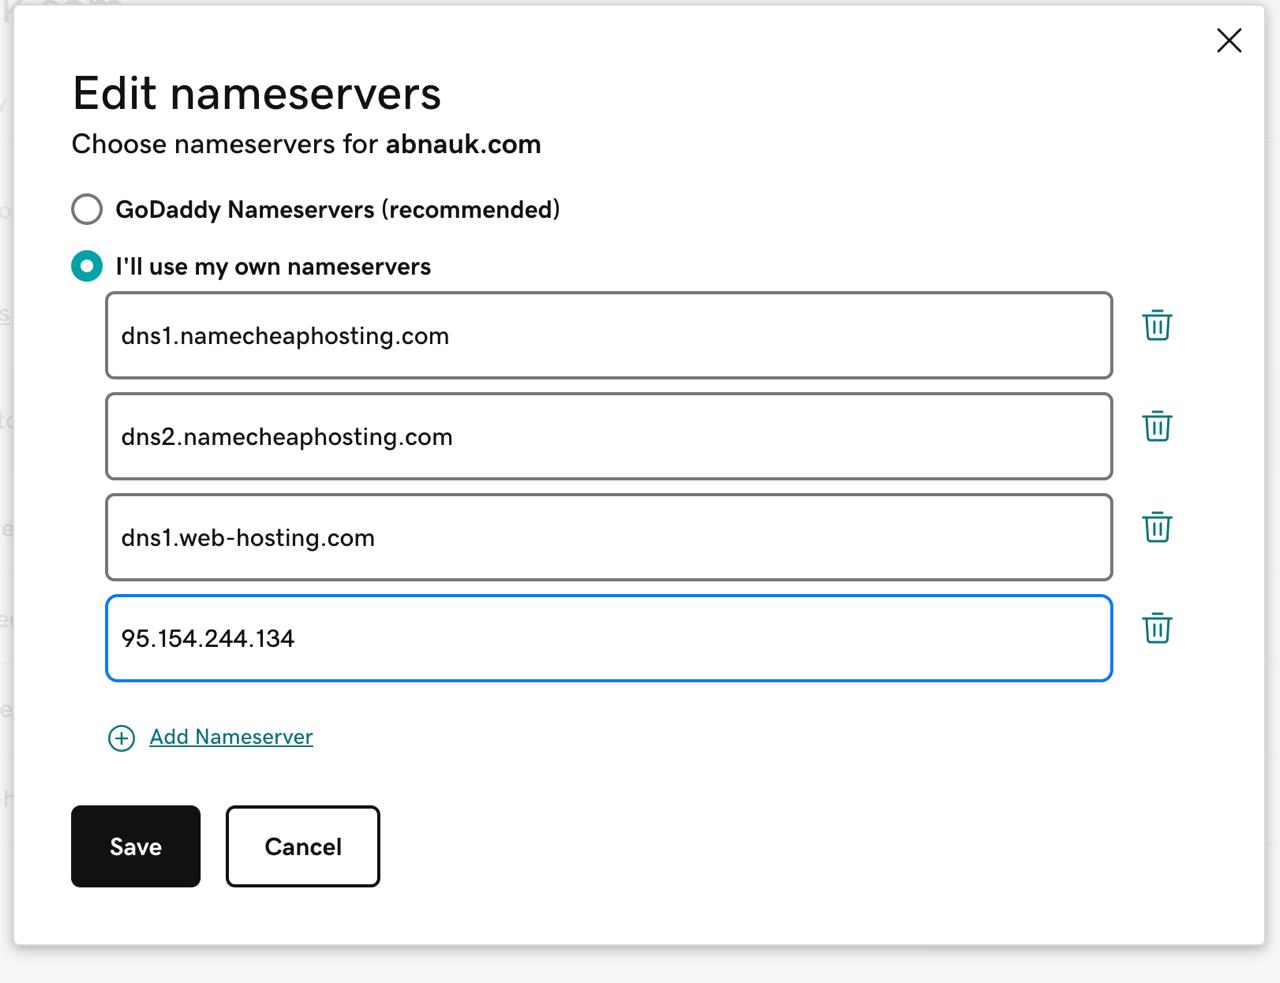 Edit nameservers
Choose nameservers for abnauk.com
GoDaddy Nameservers (recommended)
I'll use my own nameservers
dns1.namecheaphosting.com
dns2.namecheaphosting.com
dns1.web-hosting.com
95.154.244.134
Add Nameserver
Save
Cancel